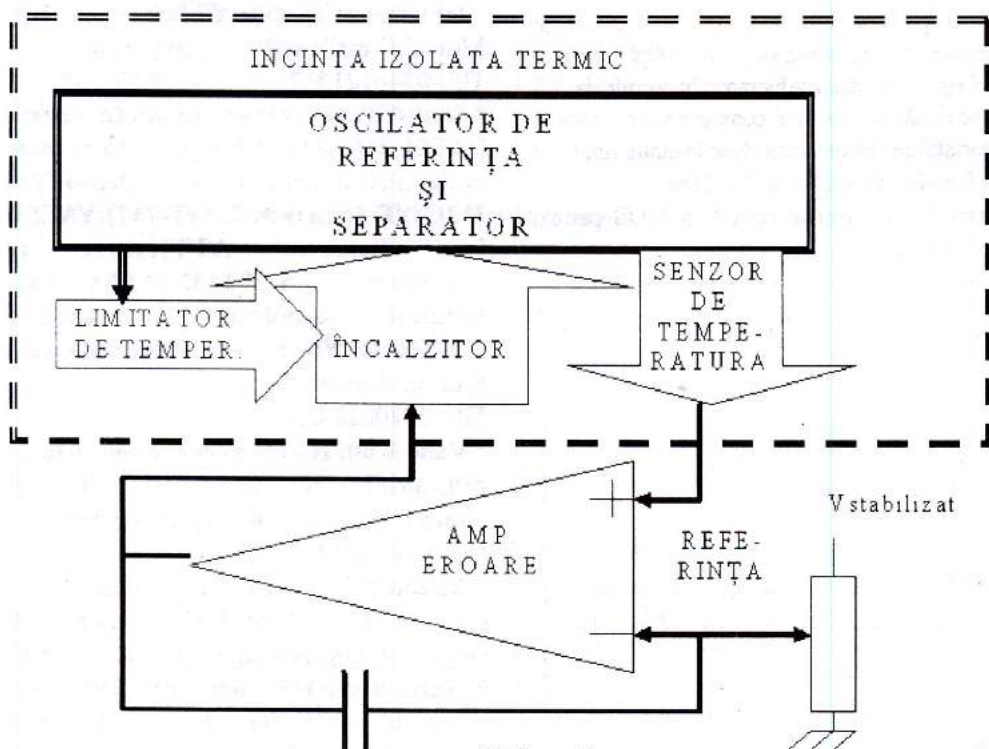 INCINTA IZOLATA TERMIC
OSCILATOR DE
REFERINȚA
ȘI
SEPARATOR
LIMITATOR
DE TEMPER.
ÎNCALZITOR
SENZOR
DE
TEMPE-
RATURA
AMP
EROARE
+
-
REFE-
RINȚA
Vstabilizat